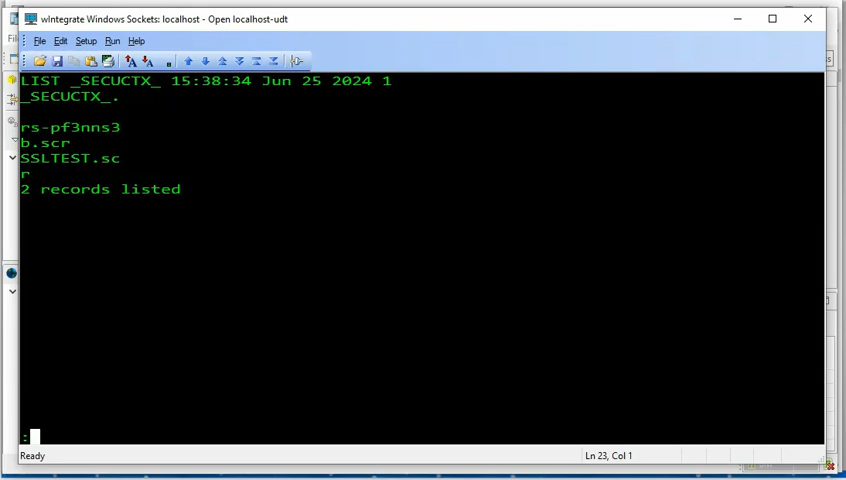 wIntegrate Windows Sockets: localhost - Open localhost-udt
File Edit Setup Run Help
LIST _SECUCTX_ 15:38:34 Jun 25 2024 1
_SECUCTX_.
rs-pf3nns3
b.scr
SSLTEST.sc
r
2 records listed
:
Ready Ln 23, Col 1